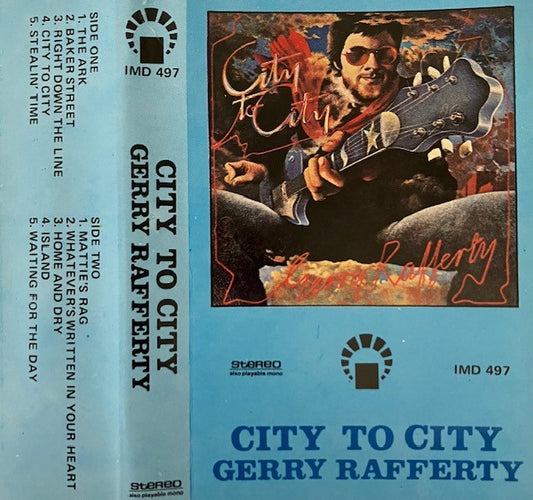 SIDE ONE
1. THE ARK
2. BAKER STREET
3. RIGHT DOWN THE LINE
4. CITY TO CITY
5. STEALIN' TIME
SIDE TWO
1. MATTIE'S RAG
2. WHATEVER'S WRITTEN IN YOUR HEART
3. HOME AND DRY
4. ISLAND
5. WAITING FOR THE DAY
IMD 497
CITY TO CITY
GERRY RAFFERTY
stereo
also playable mono
City
to
City
Gerry Rafferty
stereo
also playable mono
IMD 497
CITY TO CITY
GERRY RAFFERTY